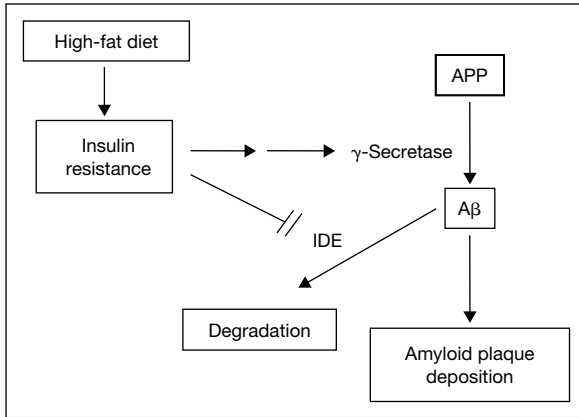 High-fat diet
APP
Insulin
resistance
γ-Secretase
Aβ
IDE
Degradation
Amyloid plaque
deposition